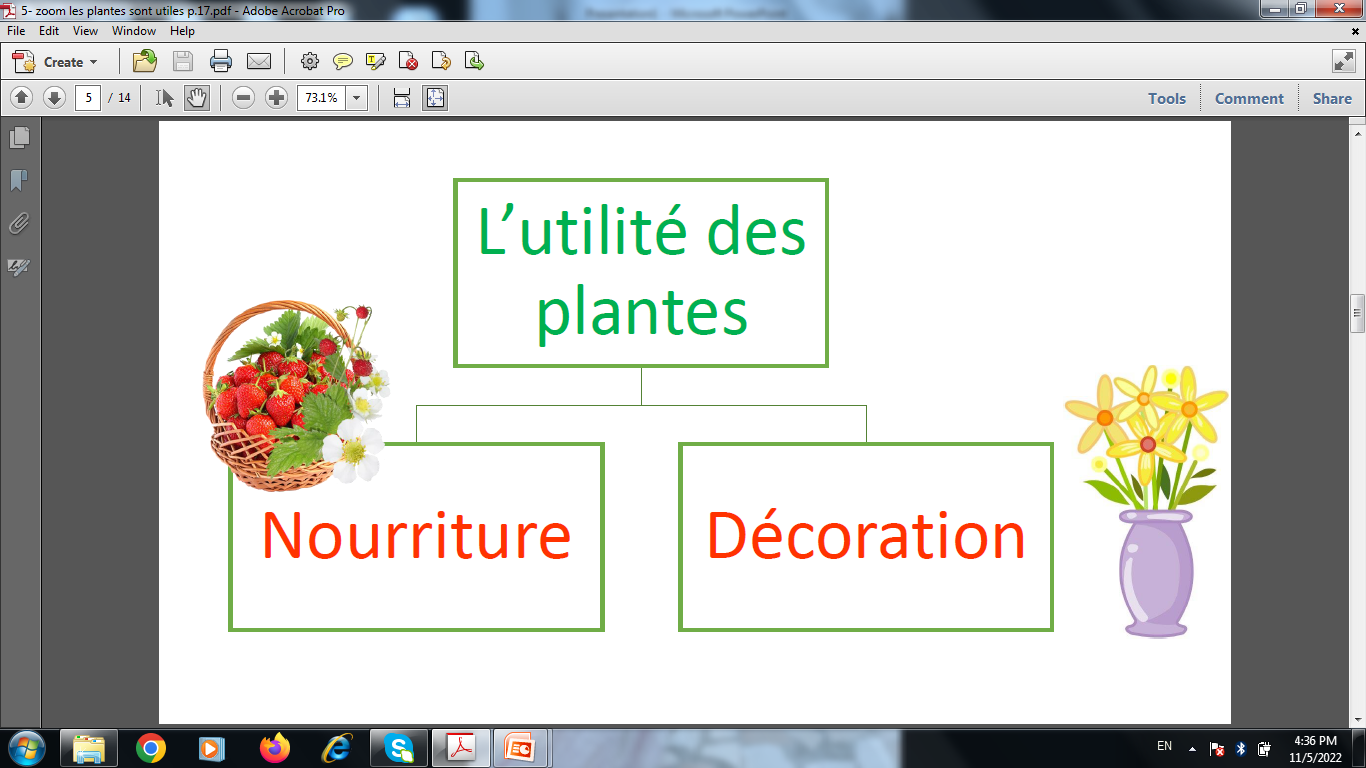 5- zoom les plantes sont utiles p.17.pdf - Adobe Acrobat Pro
File Edit View Window Help
Create
5 / 14
73.1%
Tools Comment Share
L’utilité des
plantes
Nourriture
Décoration
EN
4:36 PM
11/5/2022